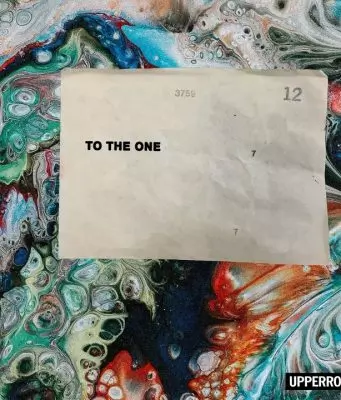 3759
12
TO THE ONE
7
7
UPPERRO